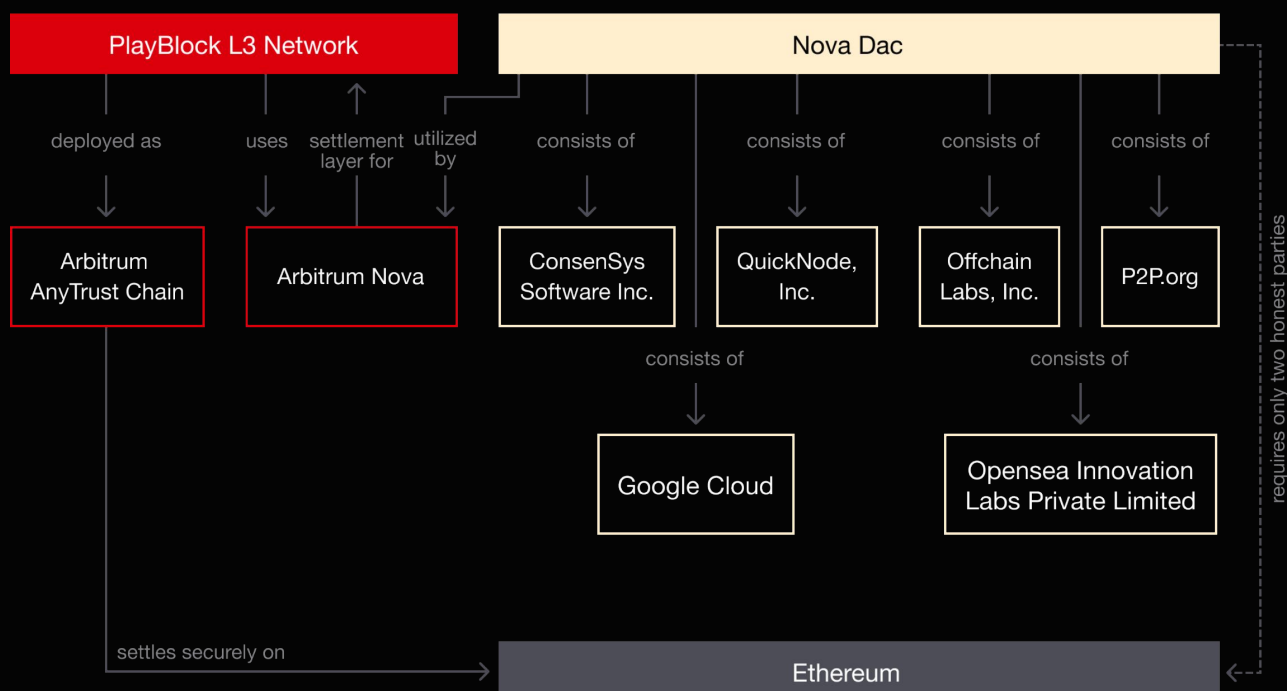 PlayBlock L3 Network
Nova Dac
deployed as
uses
settlement
layer for
utilized
by
consists of
consists of
consists of
consists of
Arbitrum
AnyTrust Chain
Arbitrum Nova
ConsenSys
Software Inc.
QuickNode,
Inc.
Offchain
Labs, Inc.
P2P.org
consists of
consists of
Google Cloud
Opensea Innovation
Labs Private Limited
requires only two honest parties
settles securely on
Ethereum